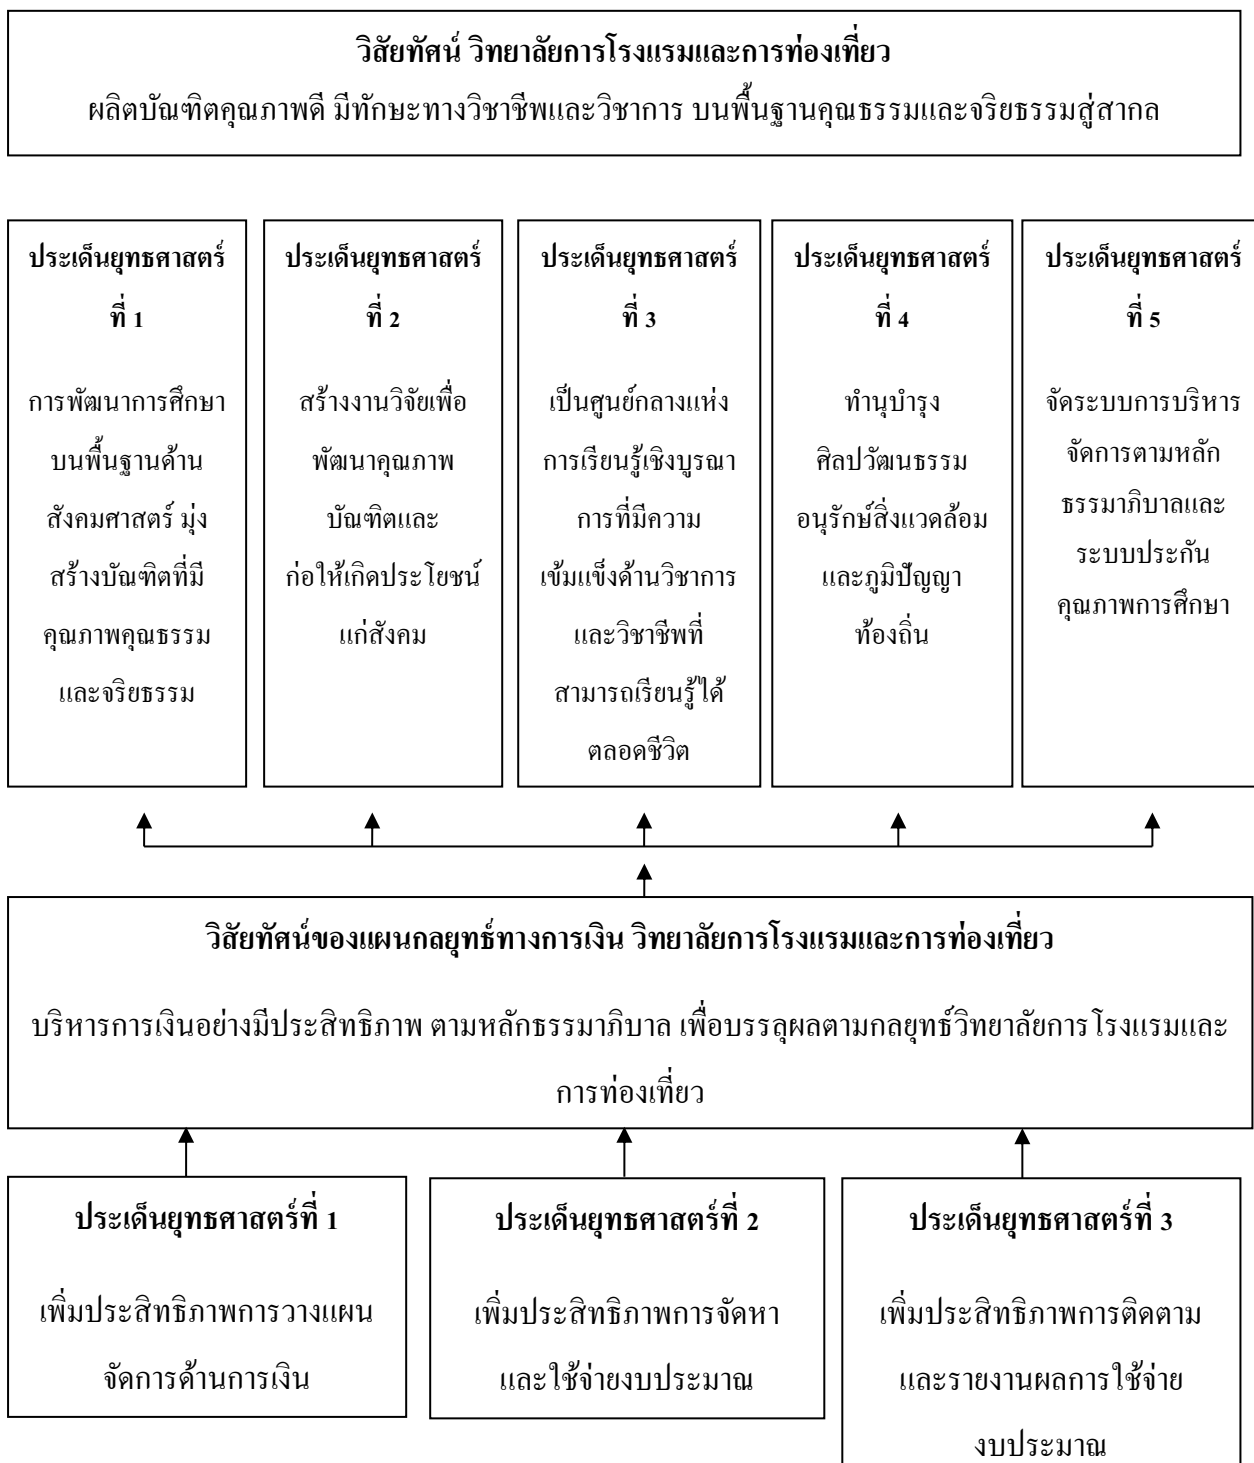 วิสัยทัศน์ วิทยาลัยการโรงแรมและการท่องเที่ยว
ผลิตบัณฑิตคุณภาพดี มีทักษะทางวิชาชีพและวิชาการ บนพื้นฐานคุณธรรมและจริยธรรมสู่สากล
ประเด็นยุทธศาสตร์
ที่ 1
การพัฒนาการศึกษา
บนพื้นฐานด้าน
สังคมศาสตร์ มุ่ง
สร้างบัณฑิตที่มี
คุณภาพคุณธรรม
และจริยธรรม
ประเด็นยุทธศาสตร์
ที่ 2
สร้างงานวิจัยเพื่อ
พัฒนาคุณภาพ
บัณฑิตและ
ก่อให้เกิดประโยชน์
แก่สังคม
ประเด็นยุทธศาสตร์
ที่ 3
เป็นศูนย์กลางแห่ง
การเรียนรู้เชิงบูรณา
การที่มีความ
เข้มแข็งด้านวิชาการ
และวิชาชีพที่
สามารถเรียนรู้ได้
ตลอดชีวิต
ประเด็นยุทธศาสตร์
ที่ 4
ทำนุบำรุง
ศิลปวัฒนธรรม
อนุรักษ์สิ่งแวดล้อม
และภูมิปัญญา
ท้องถิ่น
ประเด็นยุทธศาสตร์
ที่ 5
จัดระบบการบริหาร
จัดการตามหลัก
ธรรมาภิบาลและ
ระบบประกัน
คุณภาพการศึกษา
วิสัยทัศน์ของแผนกลยุทธ์ทางการเงิน วิทยาลัยการโรงแรมและการท่องเที่ยว
บริหารการเงินอย่างมีประสิทธิภาพ ตามหลักธรรมาภิบาล เพื่อบรรลุผลตามกลยุทธ์วิทยาลัยการโรงแรมและ
การท่องเที่ยว
ประเด็นยุทธศาสตร์ที่ 1
เพิ่มประสิทธิภาพการวางแผน
จัดการด้านการเงิน
ประเด็นยุทธศาสตร์ที่ 2
เพิ่มประสิทธิภาพการจัดหา
และใช้จ่ายงบประมาณ
ประเด็นยุทธศาสตร์ที่ 3
เพิ่มประสิทธิภาพการติดตาม
และรายงานผลการใช้จ่าย
งบประมาณ